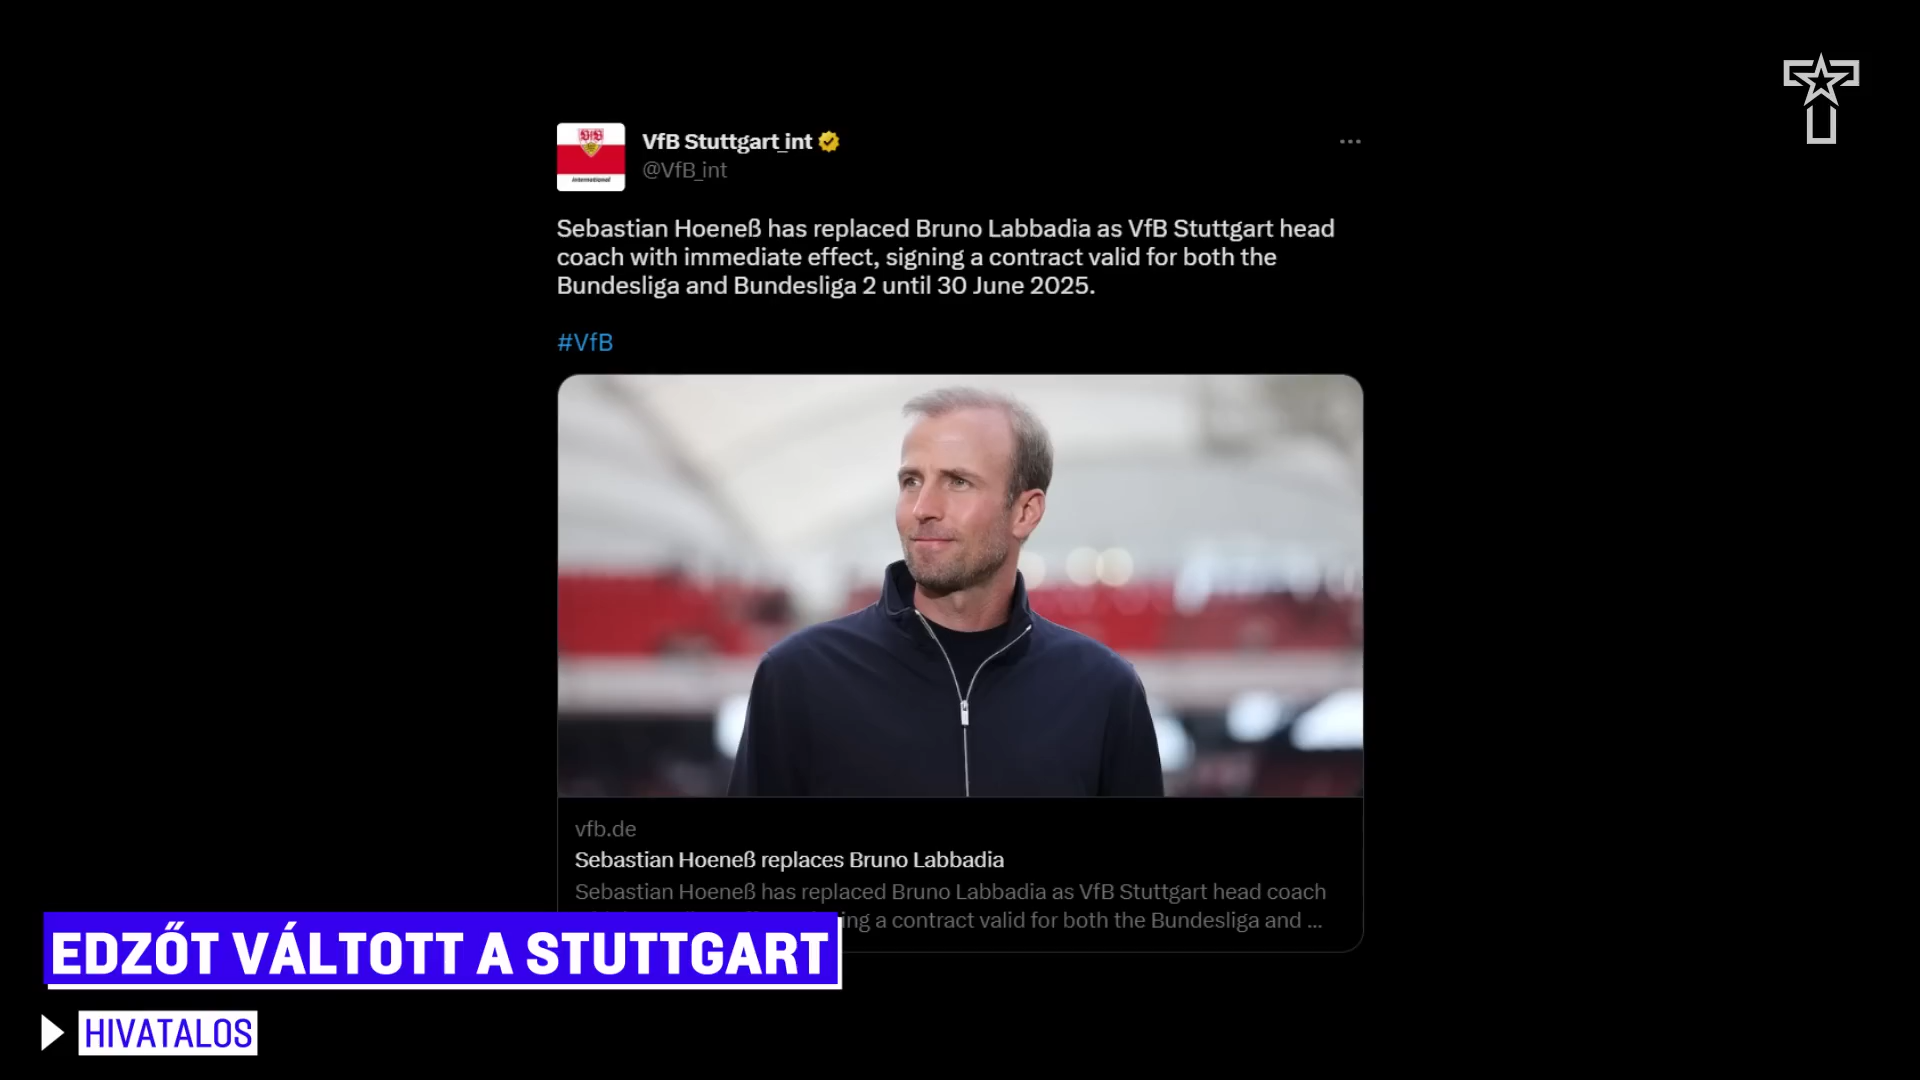 VfB Stuttgart_int
@VfB_int
Sebastian Hoeneß has replaced Bruno Labbadia as VfB Stuttgart head
coach with immediate effect, signing a contract valid for both the
Bundesliga and Bundesliga 2 until 30 June 2025.
#VfB
vfb.de
Sebastian Hoeneß replaces Bruno Labbadia
Sebastian Hoeneß has replaced Bruno Labbadia as VfB Stuttgart head coach
a contract valid for both the Bundesliga and ...
EDZŐT VÁLTOTT A STUTTGART
HIVATALOS